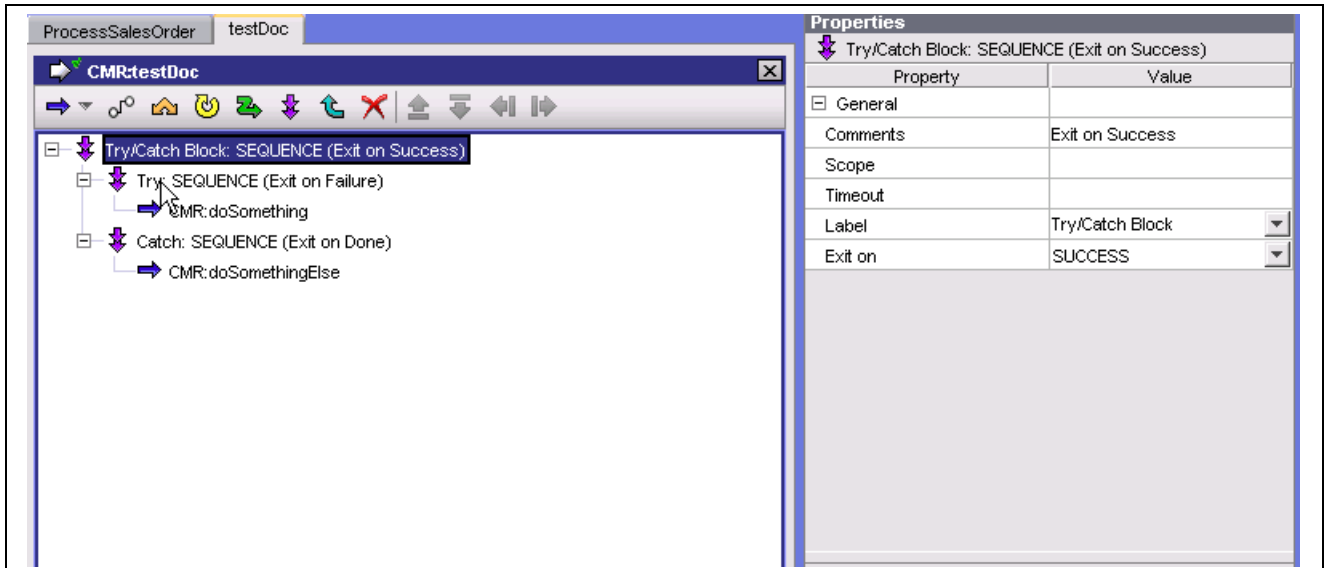 ProcessSalesOrder testDoc
CMR:testDoc
Try/Catch Block: SEQUENCE (Exit on Success)
Try: SEQUENCE (Exit on Failure)
CMR:doSomething
Catch: SEQUENCE (Exit on Done)
CMR:doSomethingElse
Properties
Try/Catch Block: SEQUENCE (Exit on Success)
Property Value
General
Comments Exit on Success
Scope
Timeout
Label Try/Catch Block
Exit on SUCCESS